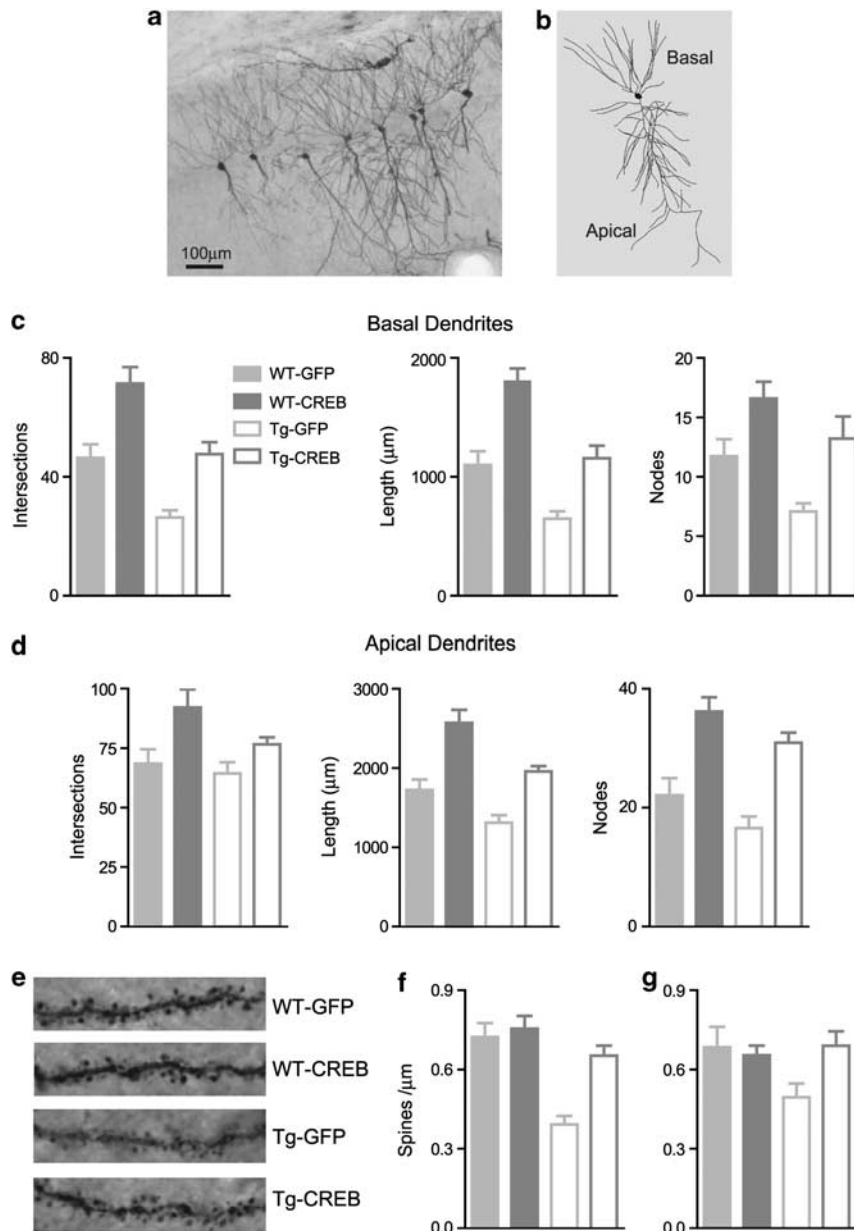 a
b
Basal
Apical
100μm
c
Basal Dendrites
80
40
0
Intersections
WT-GFP
WT-CREB
Tg-GFP
Tg-CREB
2000
1000
0
Length (μm)
20
15
10
5
0
Nodes
d
Apical Dendrites
100
75
50
25
0
Intersections
3000
2000
1000
0
Length (μm)
40
20
0
Nodes
e
WT-GFP
WT-CREB
Tg-GFP
Tg-CREB
f
0.9
0.6
0.3
0.0
Spines /μm
g
0.9
0.6
0.3
0.0